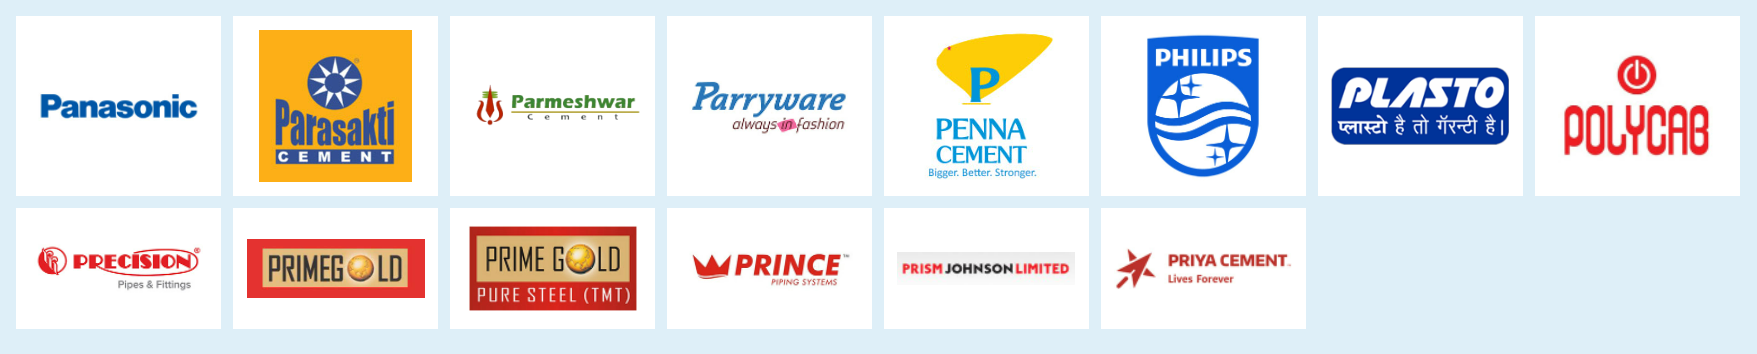 Panasonic
Parasakti
CEMENT
Parmeshwar
Cement
Parryware
always in fashion
P
PENNA
CEMENT
Bigger. Better. Stronger.
PHILIPS
PLASTO
प्लास्टो है तो गॅरन्टी है।
POLYCAB
PRECISION
Pipes & Fittings
PRIMEGOLD
PRIME GOLD
PURE STEEL (TMT)
PRINCE
PIPING SYSTEMS
PRISM JOHNSON LIMITED
PRIYA CEMENT
Lives Forever